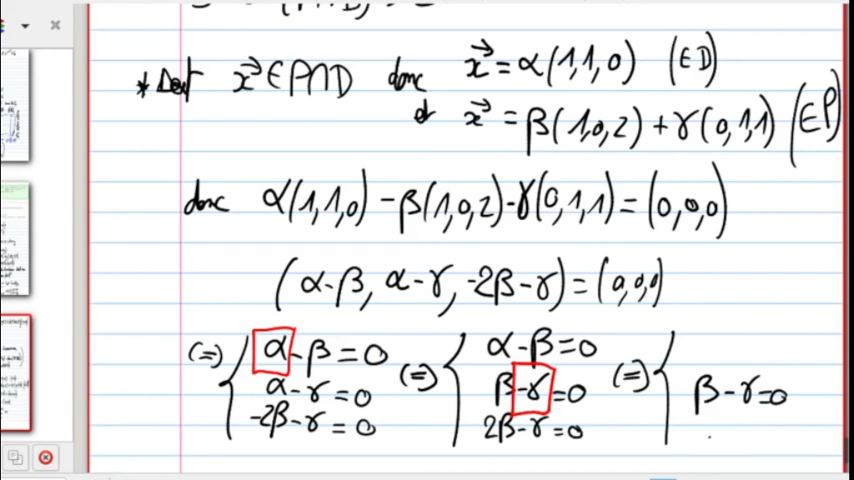 x⃗ ∈ P∩D donc x⃗ = α(1,1,0) (∈D)
et x⃗ = β(1,0,2) + γ(0,1,1) (∈P)
donc α(1,1,0) - β(1,0,2) - γ(0,1,1) = (0,0,0)
(α-β, α-γ, -2β-γ) = (0,0,0)
(=) { α-β=0 (=) { α-β=0 (=) {
α-γ=0 β-γ=0 β-γ=0
-2β-γ=0 2β-γ=0